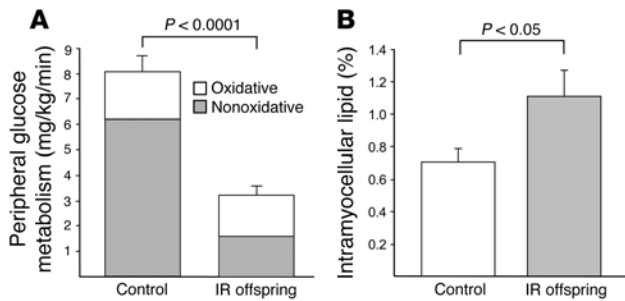 A
P < 0.0001
9
8
7
6
5
4
3
2
1
Peripheral glucose
metabolism (mg/kg/min)
Oxidative
Nonoxidative
Control
IR offspring
B
P < 0.05
1.4
1.2
1.0
0.8
0.6
0.4
0.2
Intramyocellular lipid (%)
Control
IR offspring